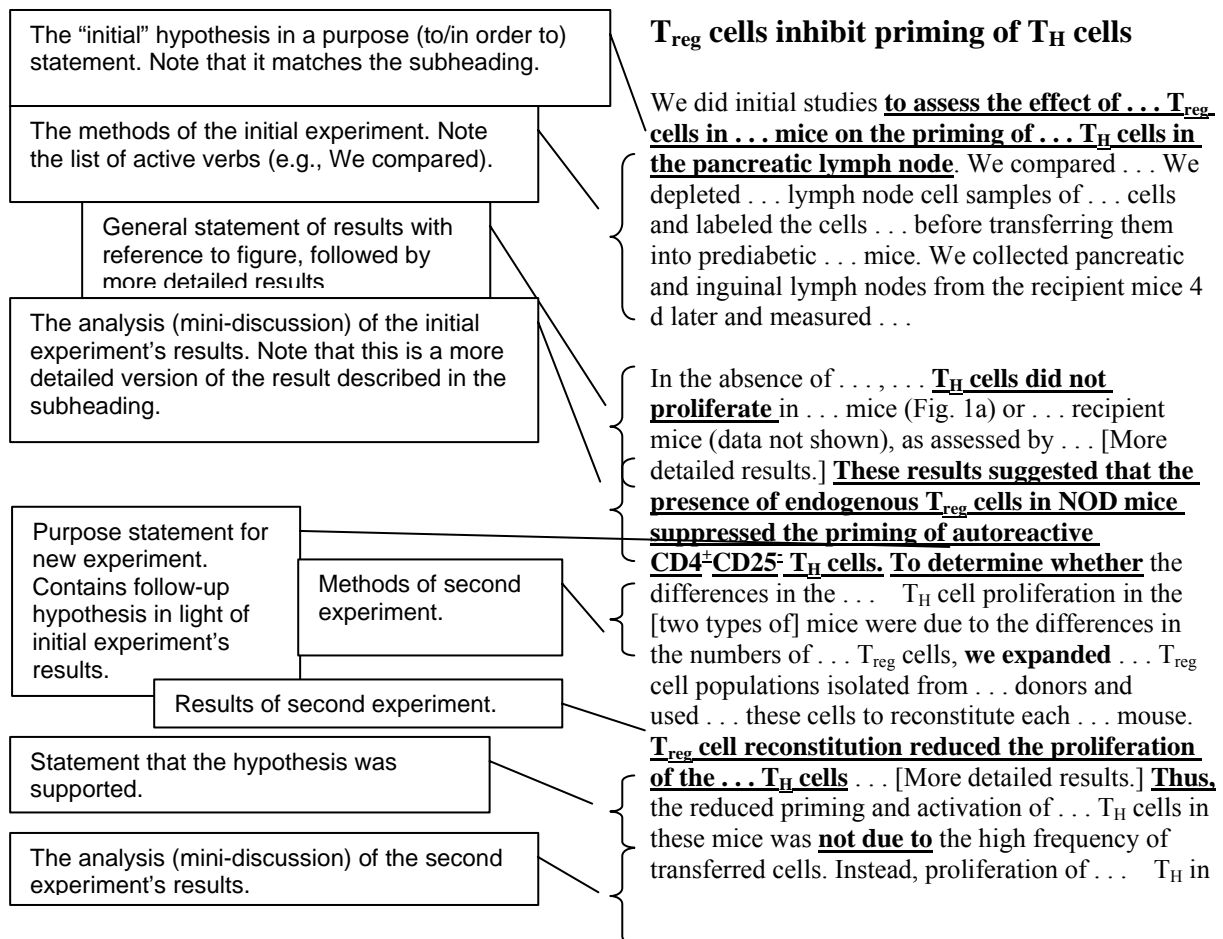 The “initial” hypothesis in a purpose (to/in order to)
statement. Note that it matches the subheading.
The methods of the initial experiment. Note
the list of active verbs (e.g., We compared).
General statement of results with
reference to figure, followed by
more detailed results
The analysis (mini-discussion) of the initial
experiment’s results. Note that this is a more
detailed version of the result described in the
subheading.
Purpose statement for
new experiment.
Contains follow-up
hypothesis in light of
initial experiment’s
results.
Methods of second
experiment.
Results of second experiment.
Statement that the hypothesis was
supported.
The analysis (mini-discussion) of the second
experiment’s results.
Treg cells inhibit priming of TH cells
We did initial studies to assess the effect of . . . Treg
cells in . . . mice on the priming of . . . TH cells in
the pancreatic lymph node. We compared . . . We
depleted . . . lymph node cell samples of . . . cells
and labeled the cells . . . before transferring them
into prediabetic . . . mice. We collected pancreatic
and inguinal lymph nodes from the recipient mice 4
d later and measured . . .
In the absence of . . . , . . . TH cells did not
proliferate in . . . mice (Fig. 1a) or . . . recipient
mice (data not shown), as assessed by . . . [More
detailed results.] These results suggested that the
presence of endogenous Treg cells in NOD mice
suppressed the priming of autoreactive
CD4+CD25- TH cells. To determine whether the
differences in the . . . TH cell proliferation in the
[two types of] mice were due to the differences in
the numbers of . . . Treg cells, we expanded . . . Treg
cell populations isolated from . . . donors and
used . . . these cells to reconstitute each . . . mouse.
Treg cell reconstitution reduced the proliferation
of the . . . TH cells . . . [More detailed results.] Thus,
the reduced priming and activation of . . . TH cells in
these mice was not due to the high frequency of
transferred cells. Instead, proliferation of . . . TH in